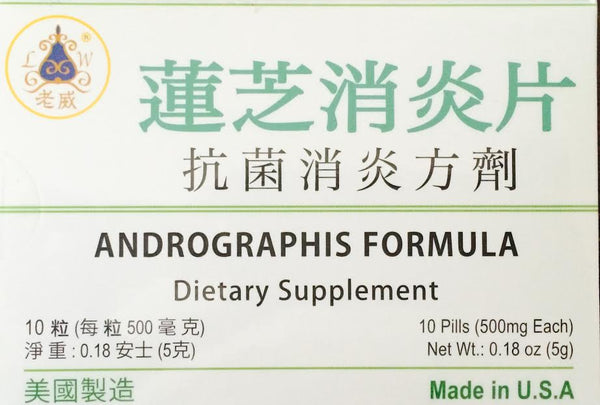 L W ®
老威
蓮芝消炎片
抗菌消炎方劑
ANDROGRAPHIS FORMULA
Dietary Supplement
10 粒 (每粒 500 毫克) 10 Pills (500mg Each)
淨重 : 0.18 安士 (5克) Net Wt.: 0.18 oz (5g)
美國製造 Made in U.S.A